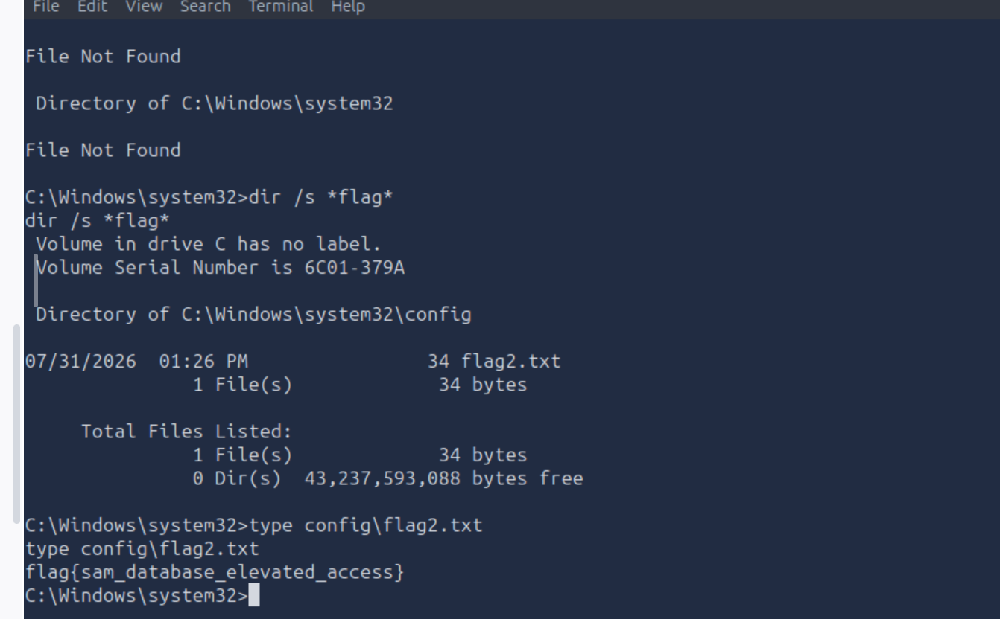 File Edit View Search Terminal Help
File Not Found
Directory of C:\Windows\system32
File Not Found
C:\Windows\system32>dir /s *flag*
dir /s *flag*
Volume in drive C has no label.
Volume Serial Number is 6C01-379A
Directory of C:\Windows\system32\config
07/31/2026  01:26 PM                34 flag2.txt
               1 File(s)             34 bytes
     Total Files Listed:
               1 File(s)             34 bytes
               0 Dir(s)  43,237,593,088 bytes free
C:\Windows\system32>type config\flag2.txt
type config\flag2.txt
flag{sam_database_elevated_access}
C:\Windows\system32>